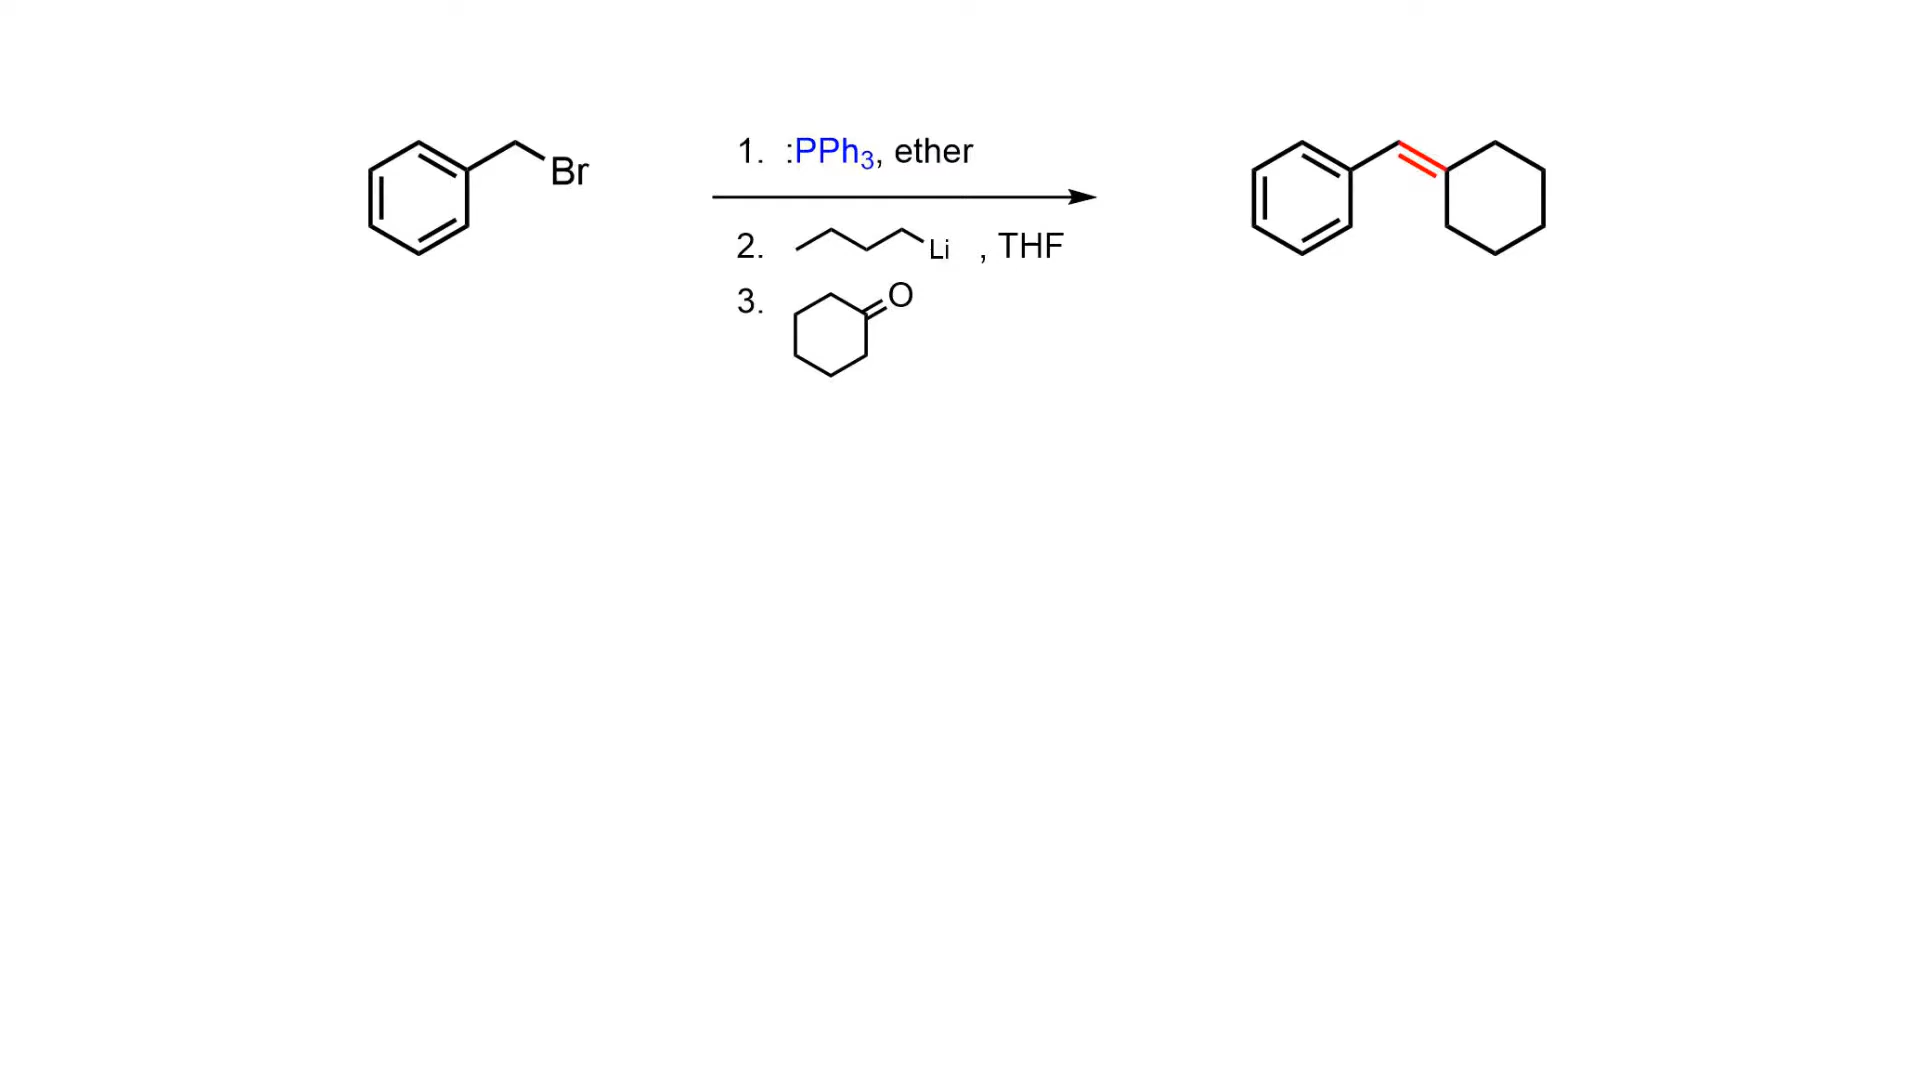 1. :PPh₃, ether
Br
2. Li , THF
3. O